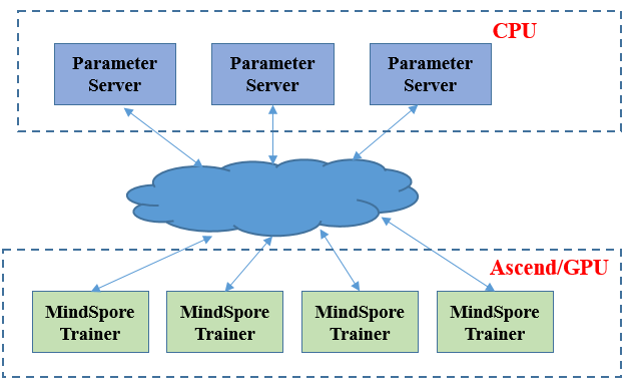 CPU
Parameter
Server
Parameter
Server
Parameter
Server
Ascend/GPU
MindSpore
Trainer
MindSpore
Trainer
MindSpore
Trainer
MindSpore
Trainer